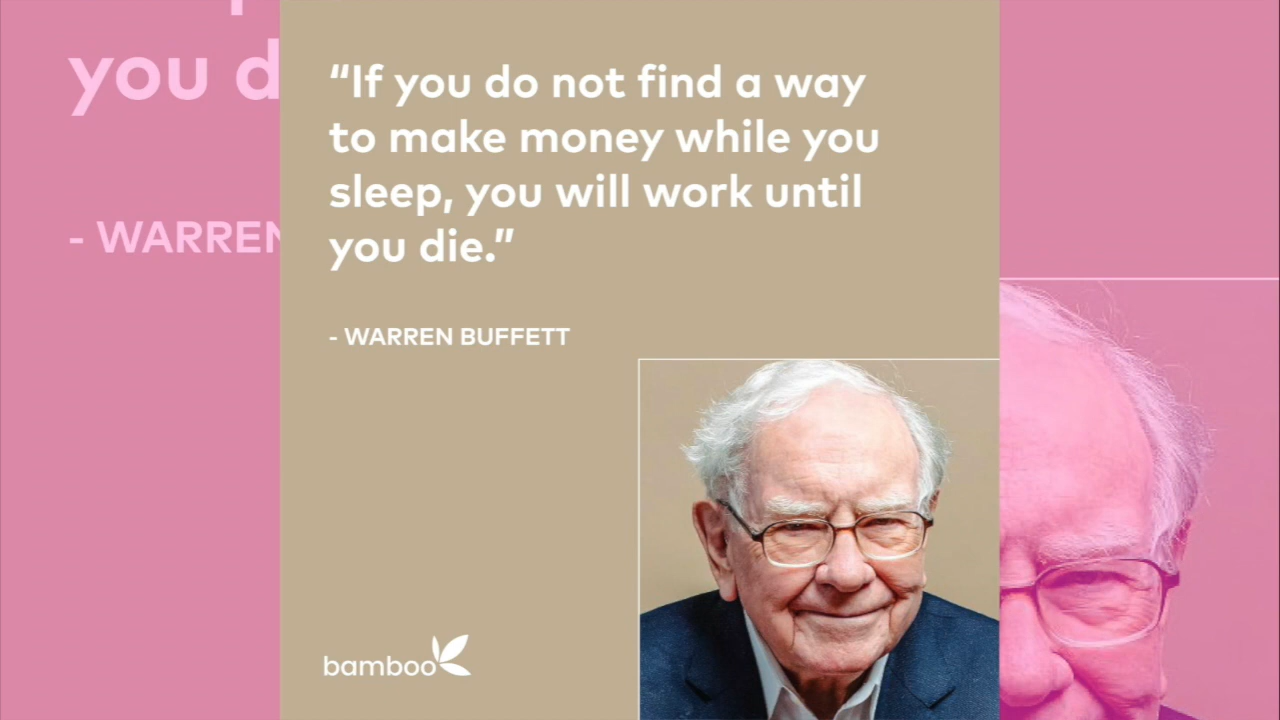 you d
- WARREN
“If you do not find a way
to make money while you
sleep, you will work until
you die.”
- WARREN BUFFETT
bamboo